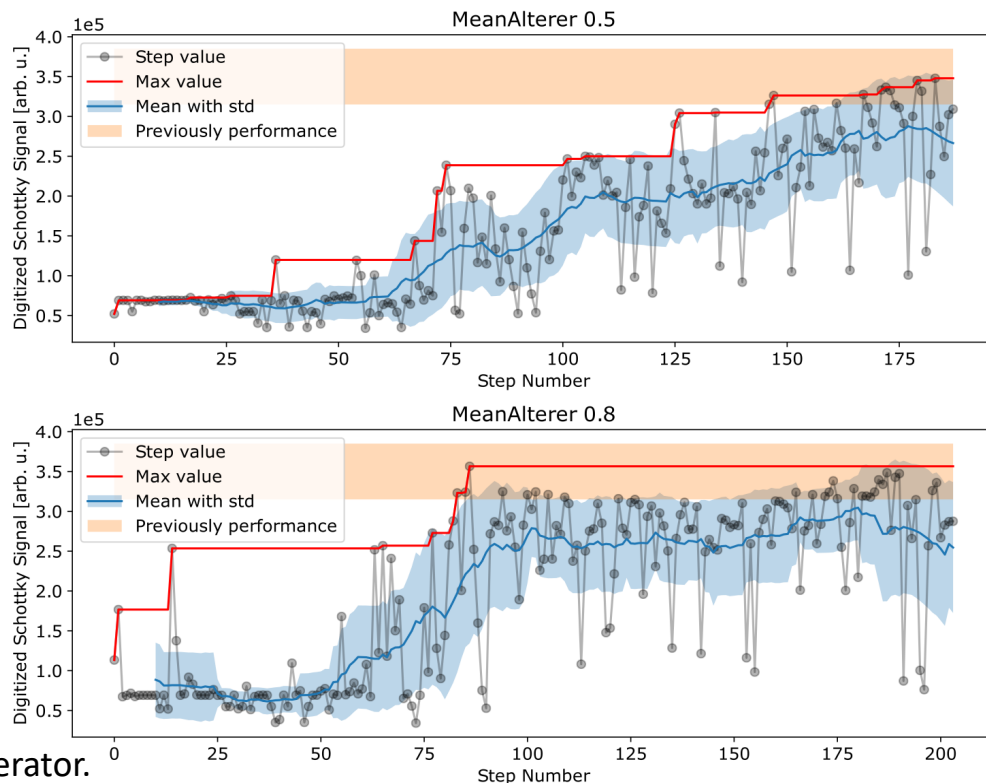 MeanAlterer 0.5
1e5
Digitized Schottky Signal [arb. u.]
4.0
3.5
3.0
2.5
2.0
1.5
1.0
0.5
Step value
Max value
Mean with std
Previously performance
0 25 50 75 100 125 150 175
Step Number
MeanAlterer 0.8
1e5
Digitized Schottky Signal [arb. u.]
4.0
3.5
3.0
2.5
2.0
1.5
1.0
0.5
Step value
Max value
Mean with std
Previously performance
0 25 50 75 100 125 150 175 200
erator.
Step Number